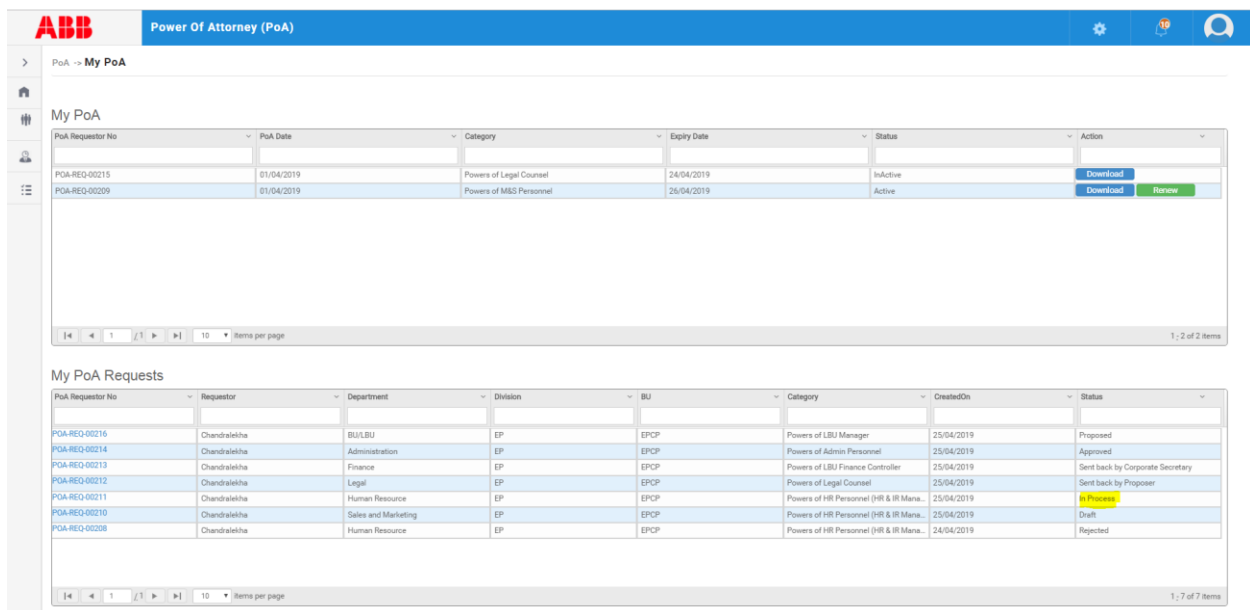 ABB Power Of Attorney (PoA) 10
PoA -> My PoA
My PoA
PoA Requestor No PoA Date Category Expiry Date Status Action
POA-REQ-00215 01/04/2019 Powers of Legal Counsel 24/04/2019 InActive Download
POA-REQ-00209 01/04/2019 Powers of M&S Personnel 26/04/2019 Active Download Renew
1 / 1 10 items per page 1 - 2 of 2 items
My PoA Requests
PoA Requestor No Requestor Department Division BU Category CreatedOn Status
POA-REQ-00216 Chandralekha BU/LBU EP EPCP Powers of LBU Manager 25/04/2019 Proposed
POA-REQ-00214 Chandralekha Administration EP EPCP Powers of Admin Personnel 25/04/2019 Approved
POA-REQ-00213 Chandralekha Finance EP EPCP Powers of LBU Finance Controller 25/04/2019 Sent back by Corporate Secretary
POA-REQ-00212 Chandralekha Legal EP EPCP Powers of Legal Counsel 25/04/2019 Sent back by Proposer
POA-REQ-00211 Chandralekha Human Resource EP EPCP Powers of HR Personnel (HR & IR Mana... 25/04/2019 In Process
POA-REQ-00210 Chandralekha Sales and Marketing EP EPCP Powers of HR Personnel (HR & IR Mana... 25/04/2019 Draft
POA-REQ-00208 Chandralekha Human Resource EP EPCP Powers of HR Personnel (HR & IR Mana... 24/04/2019 Rejected
1 / 1 10 items per page 1 - 7 of 7 items